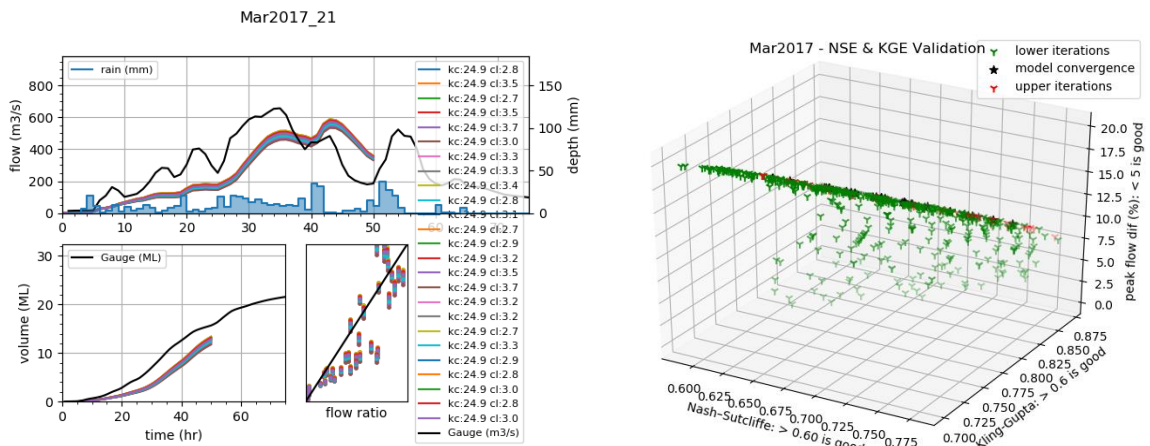 Mar2017_21
rain (mm)
flow (m3/s)
800
600
400
200
0
0
10
20
30
40
50
60
150
100
50
0
depth (mm)
kc:24.9 cl:2.8
kc:24.9 cl:3.5
kc:24.9 cl:2.7
kc:24.9 cl:3.5
kc:24.9 cl:3.7
kc:24.9 cl:3.0
kc:24.9 cl:3.3
kc:24.9 cl:3.3
kc:24.9 cl:3.4
kc:24.9 cl:2.8
kc:24.9 cl:3.1
kc:24.9 cl:2.7
kc:24.9 cl:2.9
kc:24.9 cl:3.2
kc:24.9 cl:3.5
kc:24.9 cl:3.7
kc:24.9 cl:3.2
kc:24.9 cl:3.2
kc:24.9 cl:2.7
kc:24.9 cl:3.3
kc:24.9 cl:2.9
kc:24.9 cl:2.8
kc:24.9 cl:3.0
kc:24.9 cl:2.8
kc:24.9 cl:3.0
Gauge (m3/s)
Gauge (ML)
volume (ML)
30
20
10
0
0
20
40
60
time (hr)
flow ratio
Mar2017 - NSE & KGE Validation
lower iterations
model convergence
upper iterations
20.0
17.5
15.0
12.5
10.0
7.5
5.0
2.5
0.0
peak flow dif (%): < 5 is good
0.600
0.625
0.650
0.675
0.700
0.725
0.750
0.775
Nash–Sutcliffe: > 0.60 is good
0.700
0.725
0.750
0.775
0.800
0.825
0.850
0.875
Kling-Gupta: > 0.6 is good